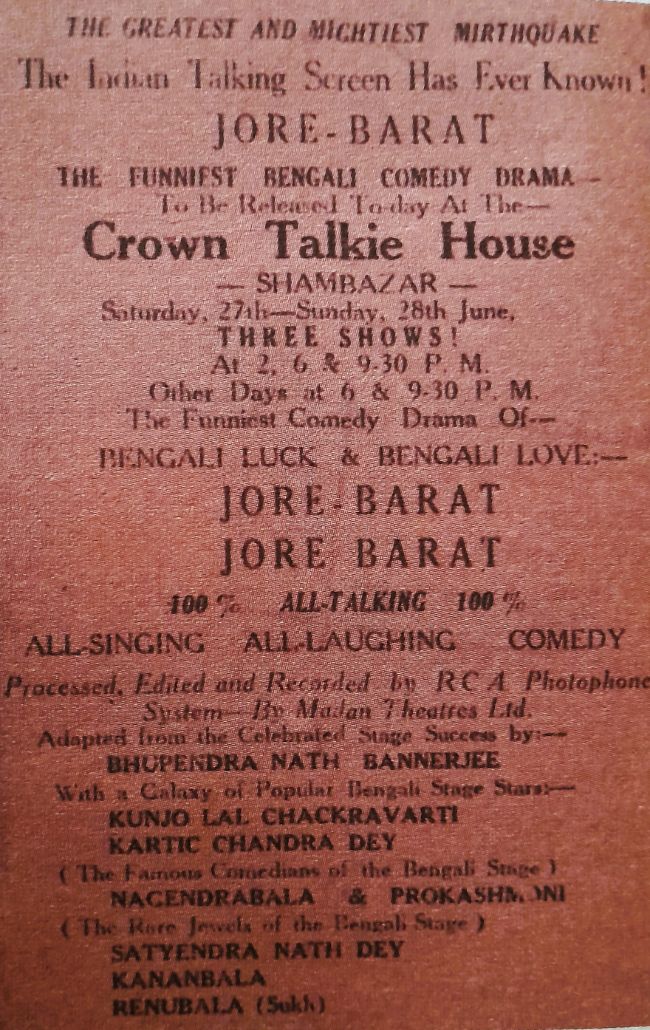 THE GREATEST AND MIGHTIEST MIRTHQUAKE
The Indian Talking Screen Has Ever Known!
JORE-BARAT
THE FUNNIEST BENGALI COMEDY DRAMA—
To Be Released To-day At The—
Crown Talkie House
— SHAMBAZAR —
Saturday, 27th—Sunday, 28th June,
THREE SHOWS!
At 2, 6 & 9-30 P. M.
Other Days at 6 & 9-30 P. M.
The Funniest Comedy Drama Of—
BENGALI LUCK & BENGALI LOVE:—
JORE-BARAT
JORE BARAT
100 % ALL-TALKING 100 %
ALL-SINGING ALL-LAUGHING COMEDY
Processed, Edited and Recorded by R C A Photophone
System—By Madan Theatres Ltd.
Adapted from the Celebrated Stage Success by:—
BHUPENDRA NATH BANNERJEE
With a Galaxy of Popular Bengali Stage Stars:—
KUNJO LAL CHACKRAVARTI
KARTIC CHANDRA DEY
( The Famous Comedians of the Bengali Stage )
NAGENDRABALA & PROKASHMONI
( The Rare Jewels of the Bengali Stage )
SATYENDRA NATH DEY
KANANBALA
RENUBALA (Sukh)